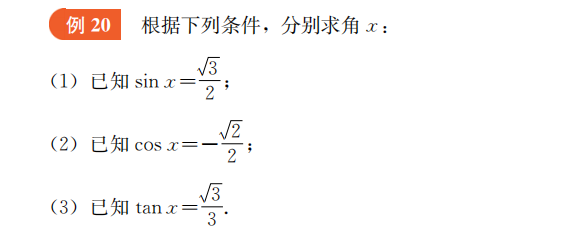 例 20 根据下列条件，分别求角 x：
（1）已知 sin x=√3/2；
（2）已知 cos x=−√2/2；
（3）已知 tan x=√3/3.